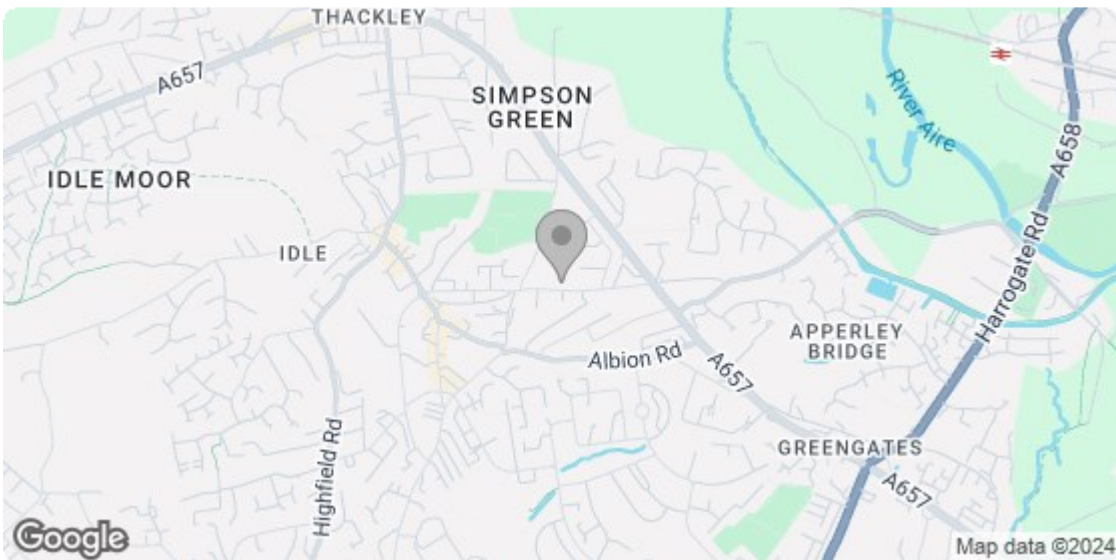 THACKLEY
A657
SIMPSON
GREEN
River Aire
A658
IDLE MOOR
IDLE
Harrogate Rd
APPERLEY
BRIDGE
Albion Rd
A657
Highfield Rd
GREENGATES
A657
Google
Map data ©2024